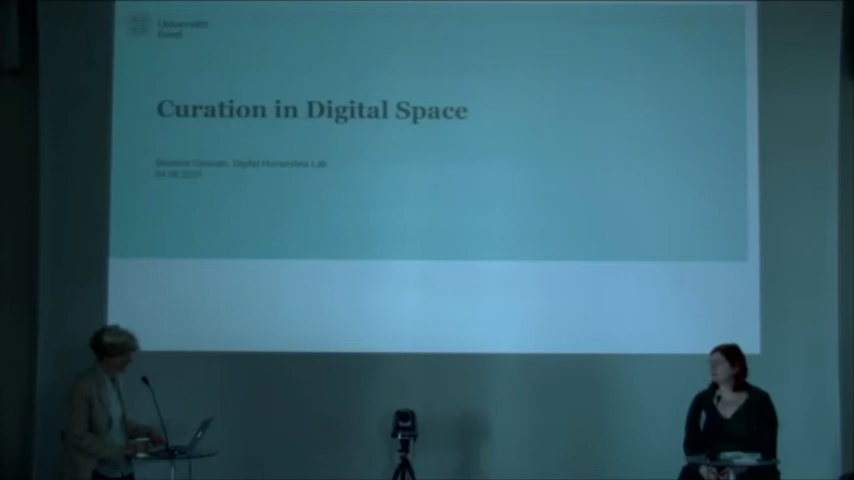 Universität
Basel
Curation in Digital Space
Digital Humanities Lab